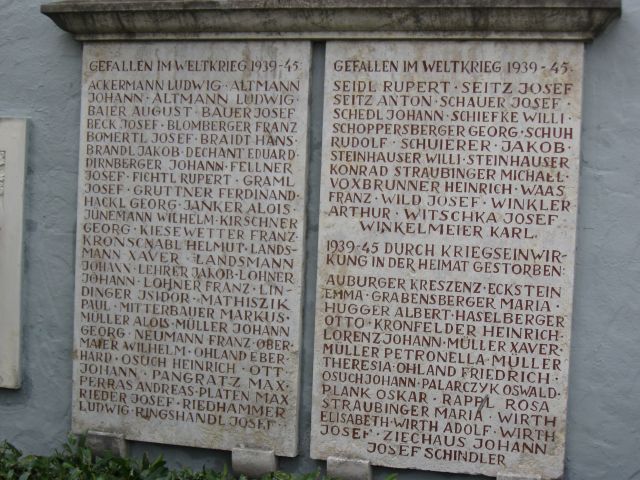 GEFALLEN IM WELTKRIEG 1939-45
ACKERMANN LUDWIG · ALTMANN
JOHANN · ALTMANN LUDWIG
BAIER AUGUST · BAUER JOSEF
BECK JOSEF · BLOMBERGER FRANZ
BOMERTL JOSEF · BRAIDT HANS
BRANDL JAKOB · DECHANT EDUARD
DIRNBERGER JOHANN · FELLNER
JOSEF · FICHTL RUPERT · GRAML
JOSEF · GRUTTNER FERDINAND
HACKL GEORG · JANKER ALOIS
JÜNEMANN WILHELM · KIRSCHNER
GEORG · KIESEWETTER FRANZ
KRONSCHNABL HELMUT · LANDS-
MANN XAVER · LANDSMANN
JOHANN · LEHRER JAKOB · LOHNER
JOHANN · LOHNER FRANZ · LIN-
DINGER JSIDOR · MATHISZIK
PAUL · MITTERBAUER MARKUS
MÜLLER ALOIS · MÜLLER JOHANN
GEORG · NEUMANN FRANZ · OBER-
MAIER WILHELM · OHLAND EBER-
HARD · OSUCH HEINRICH · OTT
JOHANN · PANGRATZ MAX
PERRAS ANDREAS · PLATEN MAX
RIEDER JOSEF · RIEDHAMMER
LUDWIG · RINGSHANDL JOSEF
GEFALLEN IM WELTKRIEG 1939-45
SEIDL RUPERT · SEITZ JOSEF
SEITZ ANTON · SCHAUER JOSEF
SCHEDL JOHANN · SCHIEFKE WILLI
SCHOPPERSBERGER GEORG · SCHUH
RUDOLF · SCHUIERER JAKOB
STEINHAUSER WILLI · STEINHAUSER
KONRAD · STRAUBINGER MICHAEL
VOXBRUNNER HEINRICH · WAAS
FRANZ · WILD JOSEF · WINKLER
ARTHUR · WITSCHKA JOSEF
WINKELMEIER KARL
1939-45 DURCH KRIEGSEINWIR-
KUNG IN DER HEIMAT GESTORBEN:
AUBURGER KRESZENZ · ECKSTEIN
EMMA · GRABENSBERGER MARIA
HUGGER ALBERT · HASELBERGER
OTTO · KRONFELDER HEINRICH
LORENZ JOHANN · MÜLLER XAVER
MÜLLER PETRONELLA · MÜLLER
THERESIA · OHLAND FRIEDRICH
OSUCH JOHANN · PALARCZYK OSWALD
PLANK OSKAR · RAPPL ROSA
STRAUBINGER MARIA · WIRTH
ELISABETH · WIRTH ADOLF · WIRTH
JOSEF · ZIECHAUS JOHANN
JOSEF SCHINDLER